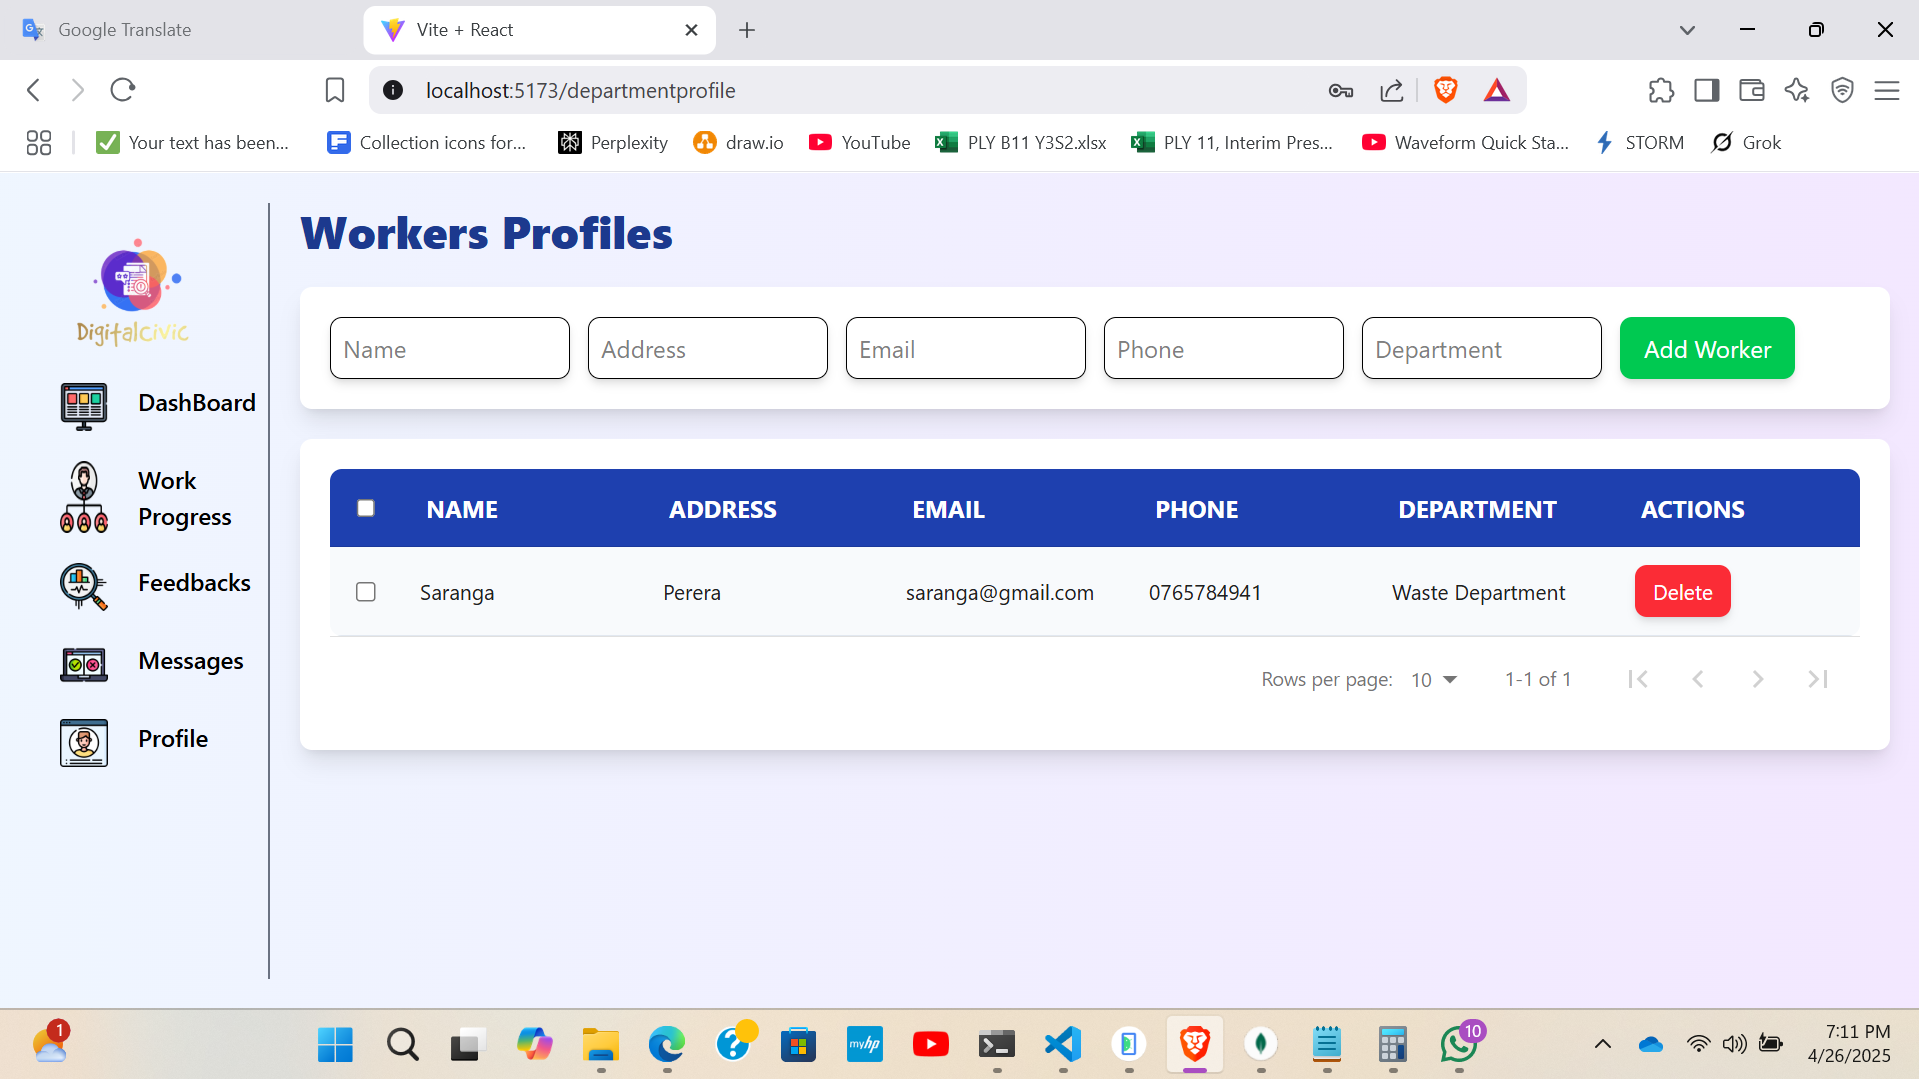 Google Translate
Vite + React
localhost:5173/departmentprofile
Your text has been...
Collection icons for...
Perplexity
draw.io
YouTube
PLY B11 Y3S2.xlsx
PLY 11, Interim Pres...
Waveform Quick Sta...
STORM
Grok
DigitalCivic
DashBoard
Work
Progress
Feedbacks
Messages
Profile
Workers Profiles
Name
Address
Email
Phone
Department
Add Worker
NAME ADDRESS EMAIL PHONE DEPARTMENT ACTIONS
Saranga Perera saranga@gmail.com 0765784941 Waste Department Delete
Rows per page: 10 1-1 of 1
1
myhp
10
7:11 PM
4/26/2025